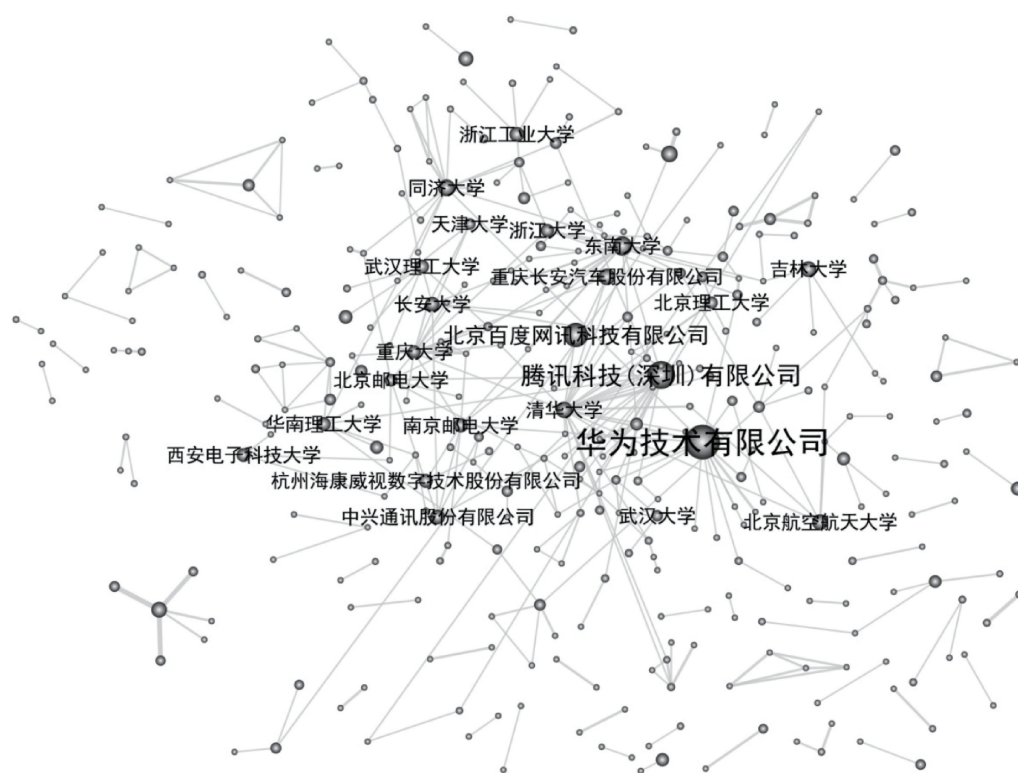 浙江工业大学
同济大学
天津大学
浙江大学
东南大学
武汉理工大学
重庆长安汽车股份有限公司
吉林大学
长安大学
北京理工大学
北京百度网讯科技有限公司
重庆大学
北京邮电大学
腾讯科技(深圳)有限公司
清华大学
华南理工大学
南京邮电大学
华为技术有限公司
西安电子科技大学
杭州海康威视数字技术股份有限公司
中兴通讯股份有限公司
武汉大学
北京航空航天大学